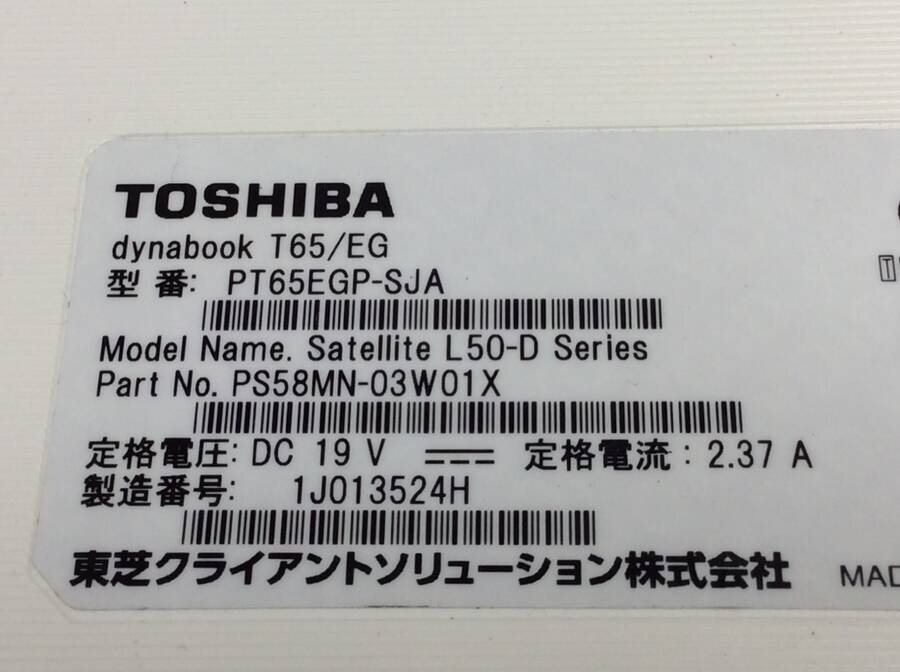 TOSHIBA
dynabook T65/EG
型 番: PT65EGP-SJA
Model Name. Satellite L50-D Series
Part No. PS58MN-03W01X
定格電圧: DC 19 V ⎓ 定格電流 : 2.37 A
製造番号: 1J013524H
東芝クライアントソリューション株式会社